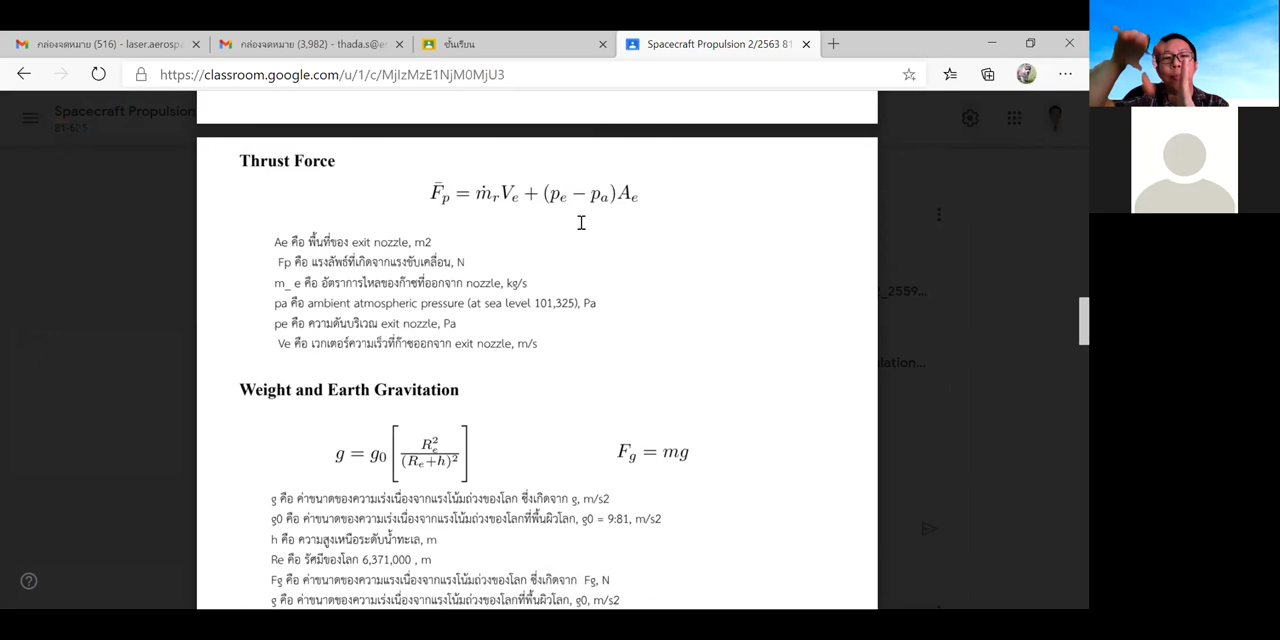 กล่องจดหมาย (516) - laser.aerospa
กล่องจดหมาย (3,982) - thada.s@e
ชั้นเรียน
Spacecraft Propulsion 2/2563 81
https://classroom.google.com/u/1/c/MjIzMzE1NjM0MjU3
Spacecraft Propulsion
Thrust Force
F̄p = ṁrVe + (pe − pa)Ae
Ae คือ พื้นที่ของ exit nozzle, m2
Fp คือ แรงลัพธ์ที่เกิดจากแรงขับเคลื่อน, N
m_ e คือ อัตราการไหลของก๊าซที่ออกจาก nozzle, kg/s
pa คือ ambient atmospheric pressure (at sea level 101,325), Pa
pe คือ ความดันบริเวณ exit nozzle, Pa
Ve คือ เวกเตอร์ความเร็วที่ก๊าซออกจาก exit nozzle, m/s
_2559...
lation...
Weight and Earth Gravitation
g = g0 [ Re² / (Re+h)² ]
Fg = mg
g คือ ค่าขนาดของความเร่งเนื่องจากแรงโน้มถ่วงของโลก ซึ่งเกิดจาก g, m/s2
g0 คือ ค่าขนาดของความเร่งเนื่องจากแรงโน้มถ่วงของโลกที่พื้นผิวโลก, g0 = 9:81, m/s2
h คือ ความสูงเหนือระดับน้ำทะเล, m
Re คือ รัศมีของโลก 6,371,000 , m
Fg คือ ค่าขนาดของความแรงเนื่องจากแรงโน้มถ่วงของโลก ซึ่งเกิดจาก Fg, N
g คือ ค่าขนาดของความเร่งเนื่องจากแรงโน้มถ่วงของโลกที่พื้นผิวโลก, g0, m/s2